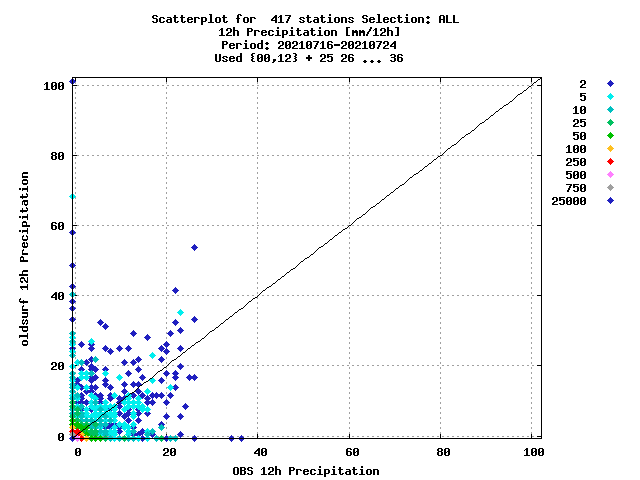 Scatterplot for  417 stations Selection: ALL
12h Precipitation [mm/12h]
Period: 20210716-20210724
Used {00,12} + 25 26 ... 36
oldsurf 12h Precipitation
100
80
60
40
20
0
0 20 40 60 80 100
OBS 12h Precipitation
2
5
10
25
50
100
250
500
750
25000